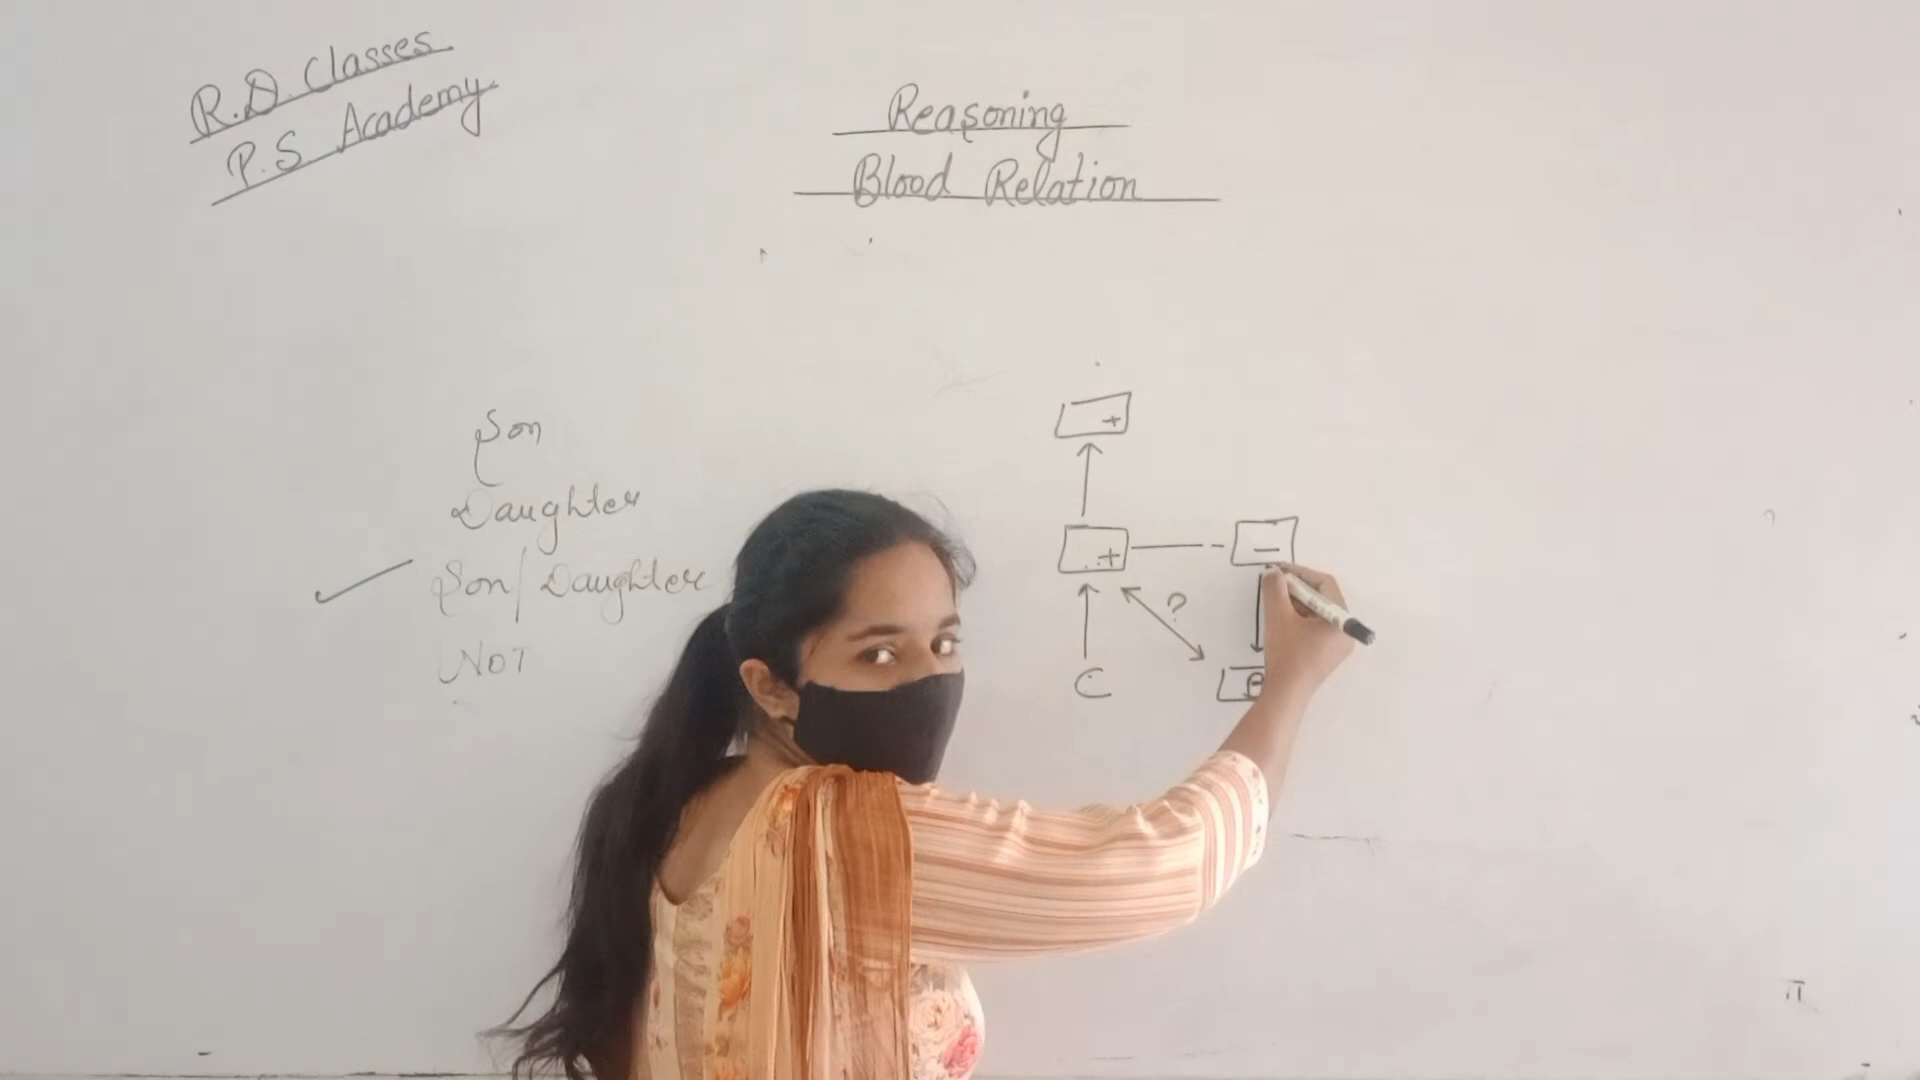 R.D. Classes
P.S Academy
Reasoning
Blood Relation
Son
Daughter
Son/Daughter
NOT
+
+ −
?
C B